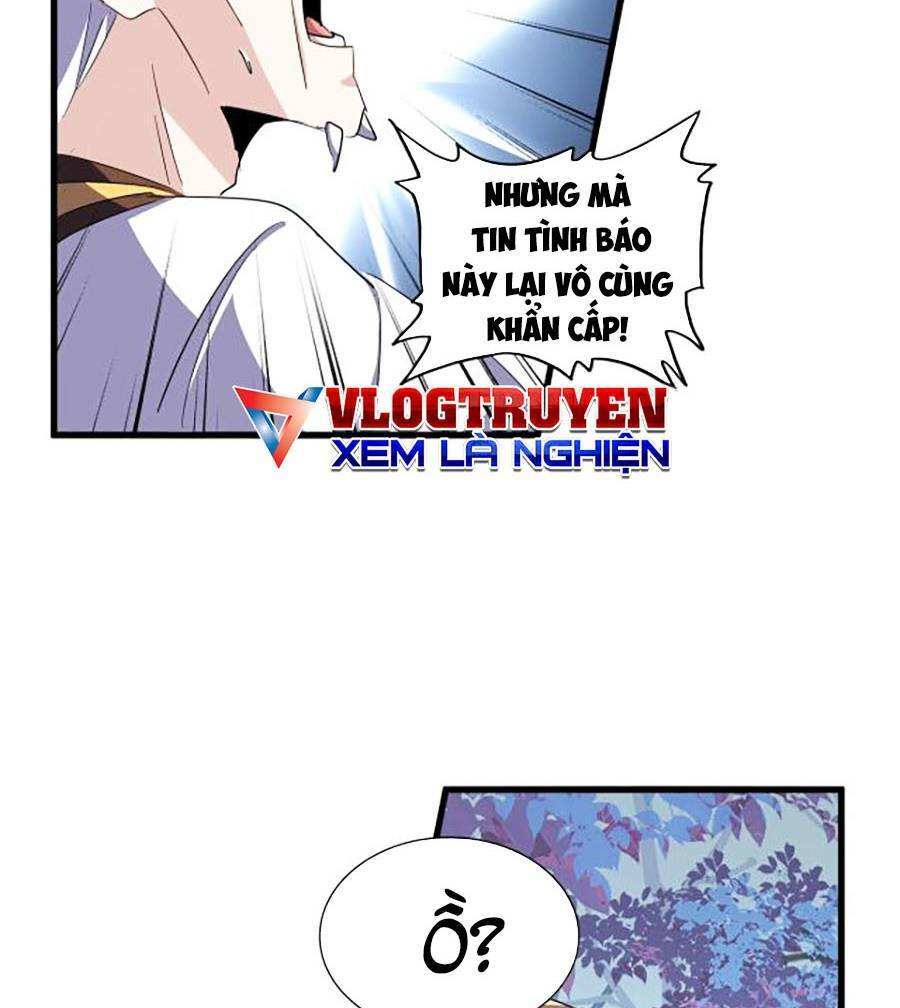 NHƯNG MÀ
TIN TÌNH BÁO
NÀY LẠI VÔ CÙNG
KHẨN CẤP!
VLOGTRUYEN
XEM LÀ NGHIỆN
Ồ?